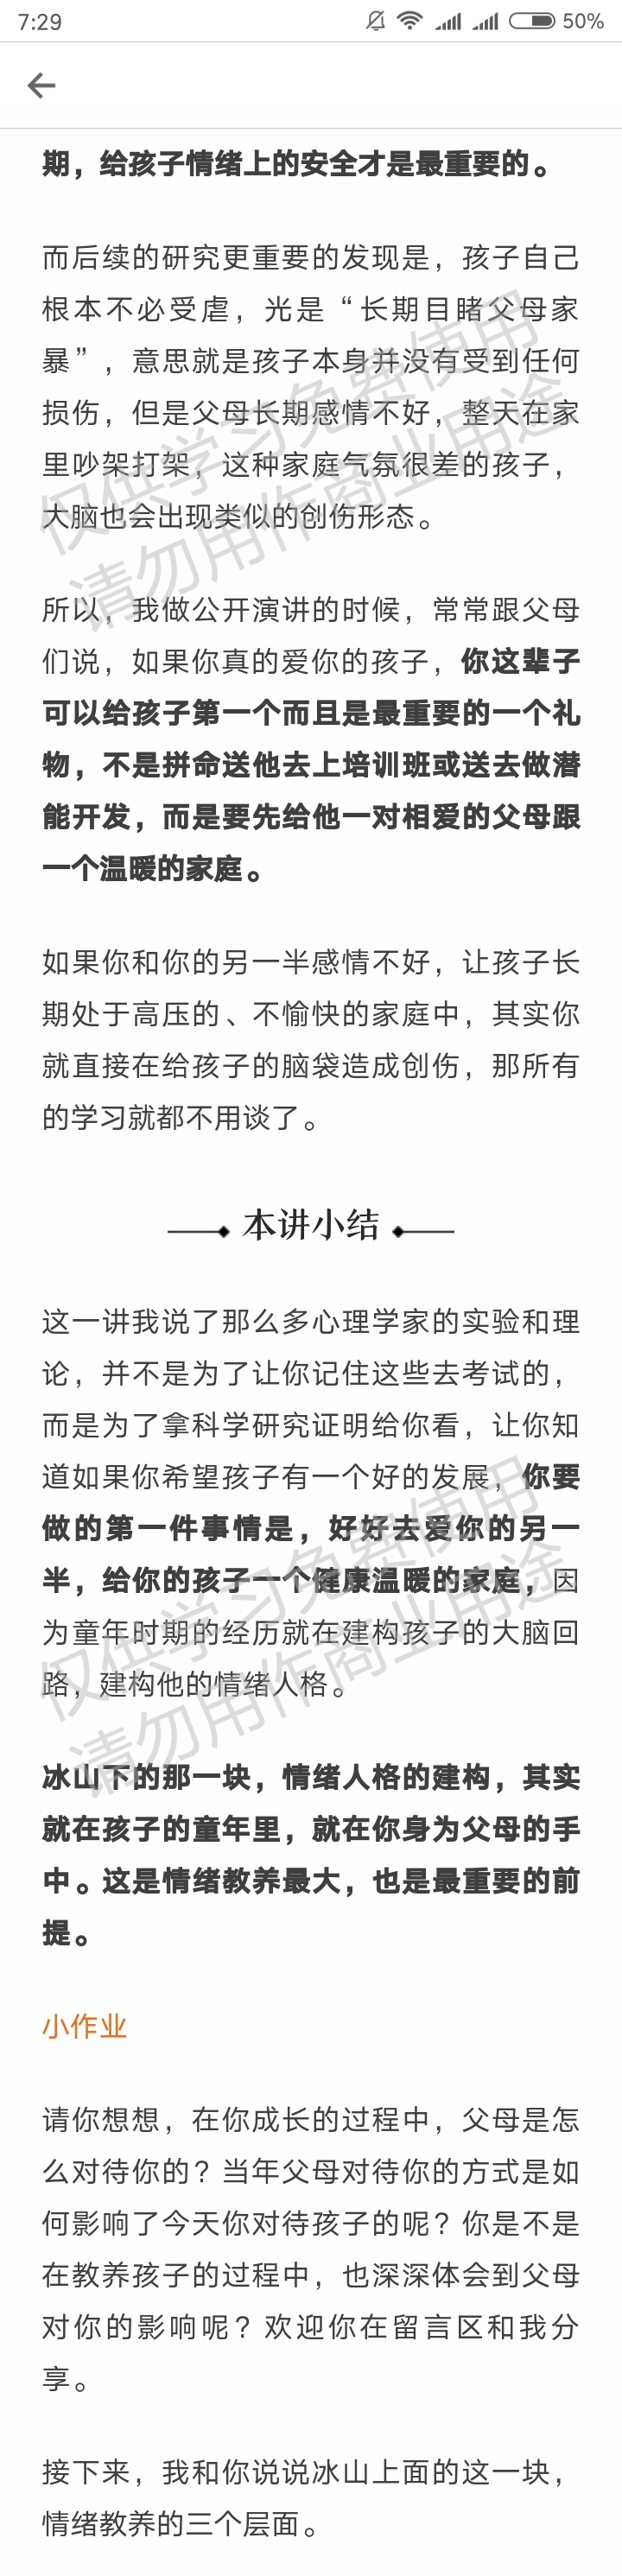 7:29
50%
期，给孩子情绪上的安全才是最重要的。
而后续的研究更重要的发现是，孩子自己
根本不必受虐，光是“长期目睹父母家
暴”，意思就是孩子本身并没有受到任何
损伤，但是父母长期感情不好，整天在家
里吵架打架，这种家庭气氛很差的孩子，
大脑也会出现类似的创伤形态。
仅供学习免费使用
请勿用作商业用途
所以，我做公开演讲的时候，常常跟父母
们说，如果你真的爱你的孩子，你这辈子
可以给孩子第一个而且是最重要的一个礼
物，不是拼命送他去上培训班或送去做潜
能开发，而是要先给他一对相爱的父母跟
一个温暖的家庭。
如果你和你的另一半感情不好，让孩子长
期处于高压的、不愉快的家庭中，其实你
就直接在给孩子的脑袋造成创伤，那所有
的学习就都不用谈了。
本讲小结
这一讲我说了那么多心理学家的实验和理
论，并不是为了让你记住这些去考试的，
而是为了拿科学研究证明给你看，让你知
道如果你希望孩子有一个好的发展，你要
做的第一件事情是，好好去爱你的另一
半，给你的孩子一个健康温暖的家庭，因
为童年时期的经历就在建构孩子的大脑回
路，建构他的情绪人格。
仅供学习免费使用
请勿用作商业用途
冰山下的那一块，情绪人格的建构，其实
就在孩子的童年里，就在你身为父母的手
中。这是情绪教养最大，也是最重要的前
提。
小作业
请你想想，在你成长的过程中，父母是怎
么对待你的？当年父母对待你的方式是如
何影响了今天你对待孩子的呢？你是不是
在教养孩子的过程中，也深深体会到父母
对你的影响呢？欢迎你在留言区和我分
享。
接下来，我和你说说冰山上面的这一块，
情绪教养的三个层面。